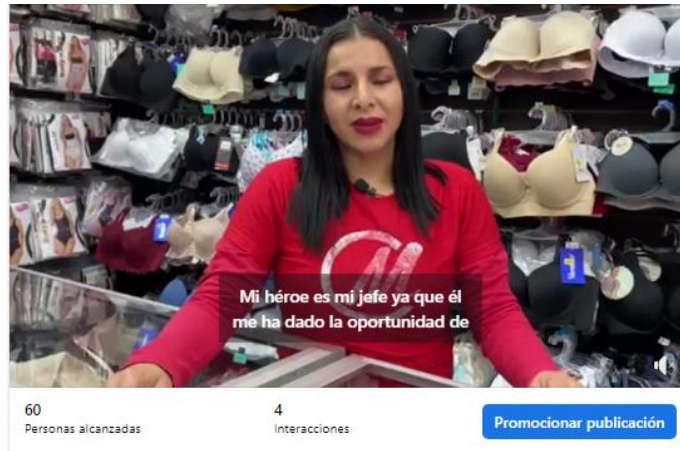 Mi héroe es mi jefe ya que él
me ha dado la oportunidad de
60
Personas alcanzadas
4
Interacciones
Promocionar publicación